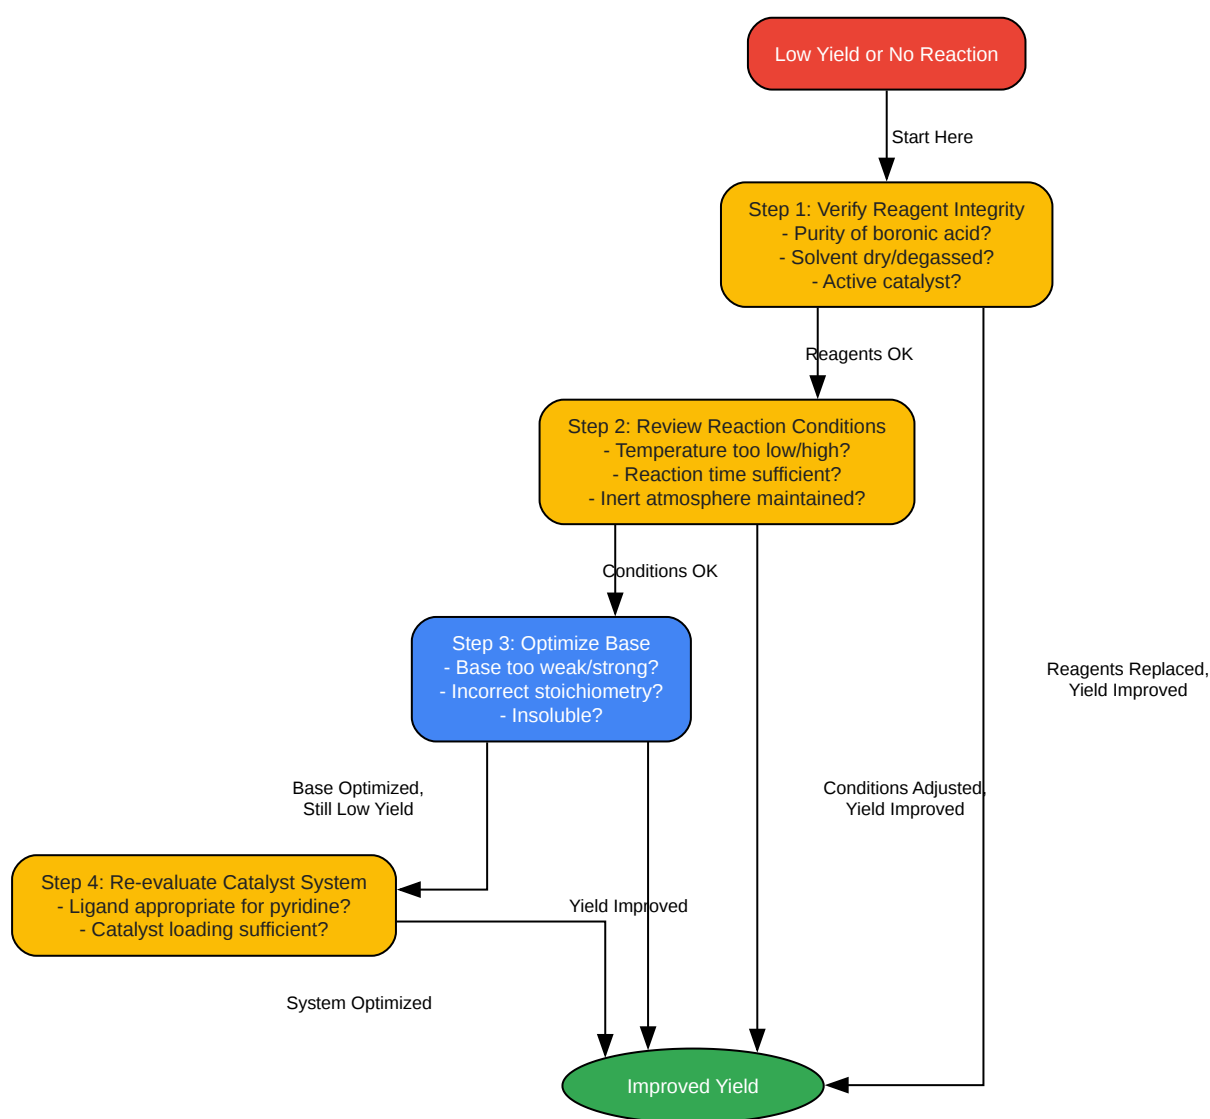 Low Yield or No Reaction
Start Here
Step 1: Verify Reagent Integrity
- Purity of boronic acid?
- Solvent dry/degassed?
- Active catalyst?
Reagents OK
Step 2: Review Reaction Conditions
- Temperature too low/high?
- Reaction time sufficient?
- Inert atmosphere maintained?
Conditions OK
Step 3: Optimize Base
- Base too weak/strong?
- Incorrect stoichiometry?
- Insoluble?
Reagents Replaced,
Yield Improved
Base Optimized,
Still Low Yield
Conditions Adjusted,
Yield Improved
Step 4: Re-evaluate Catalyst System
- Ligand appropriate for pyridine?
- Catalyst loading sufficient?
Yield Improved
System Optimized
Improved Yield